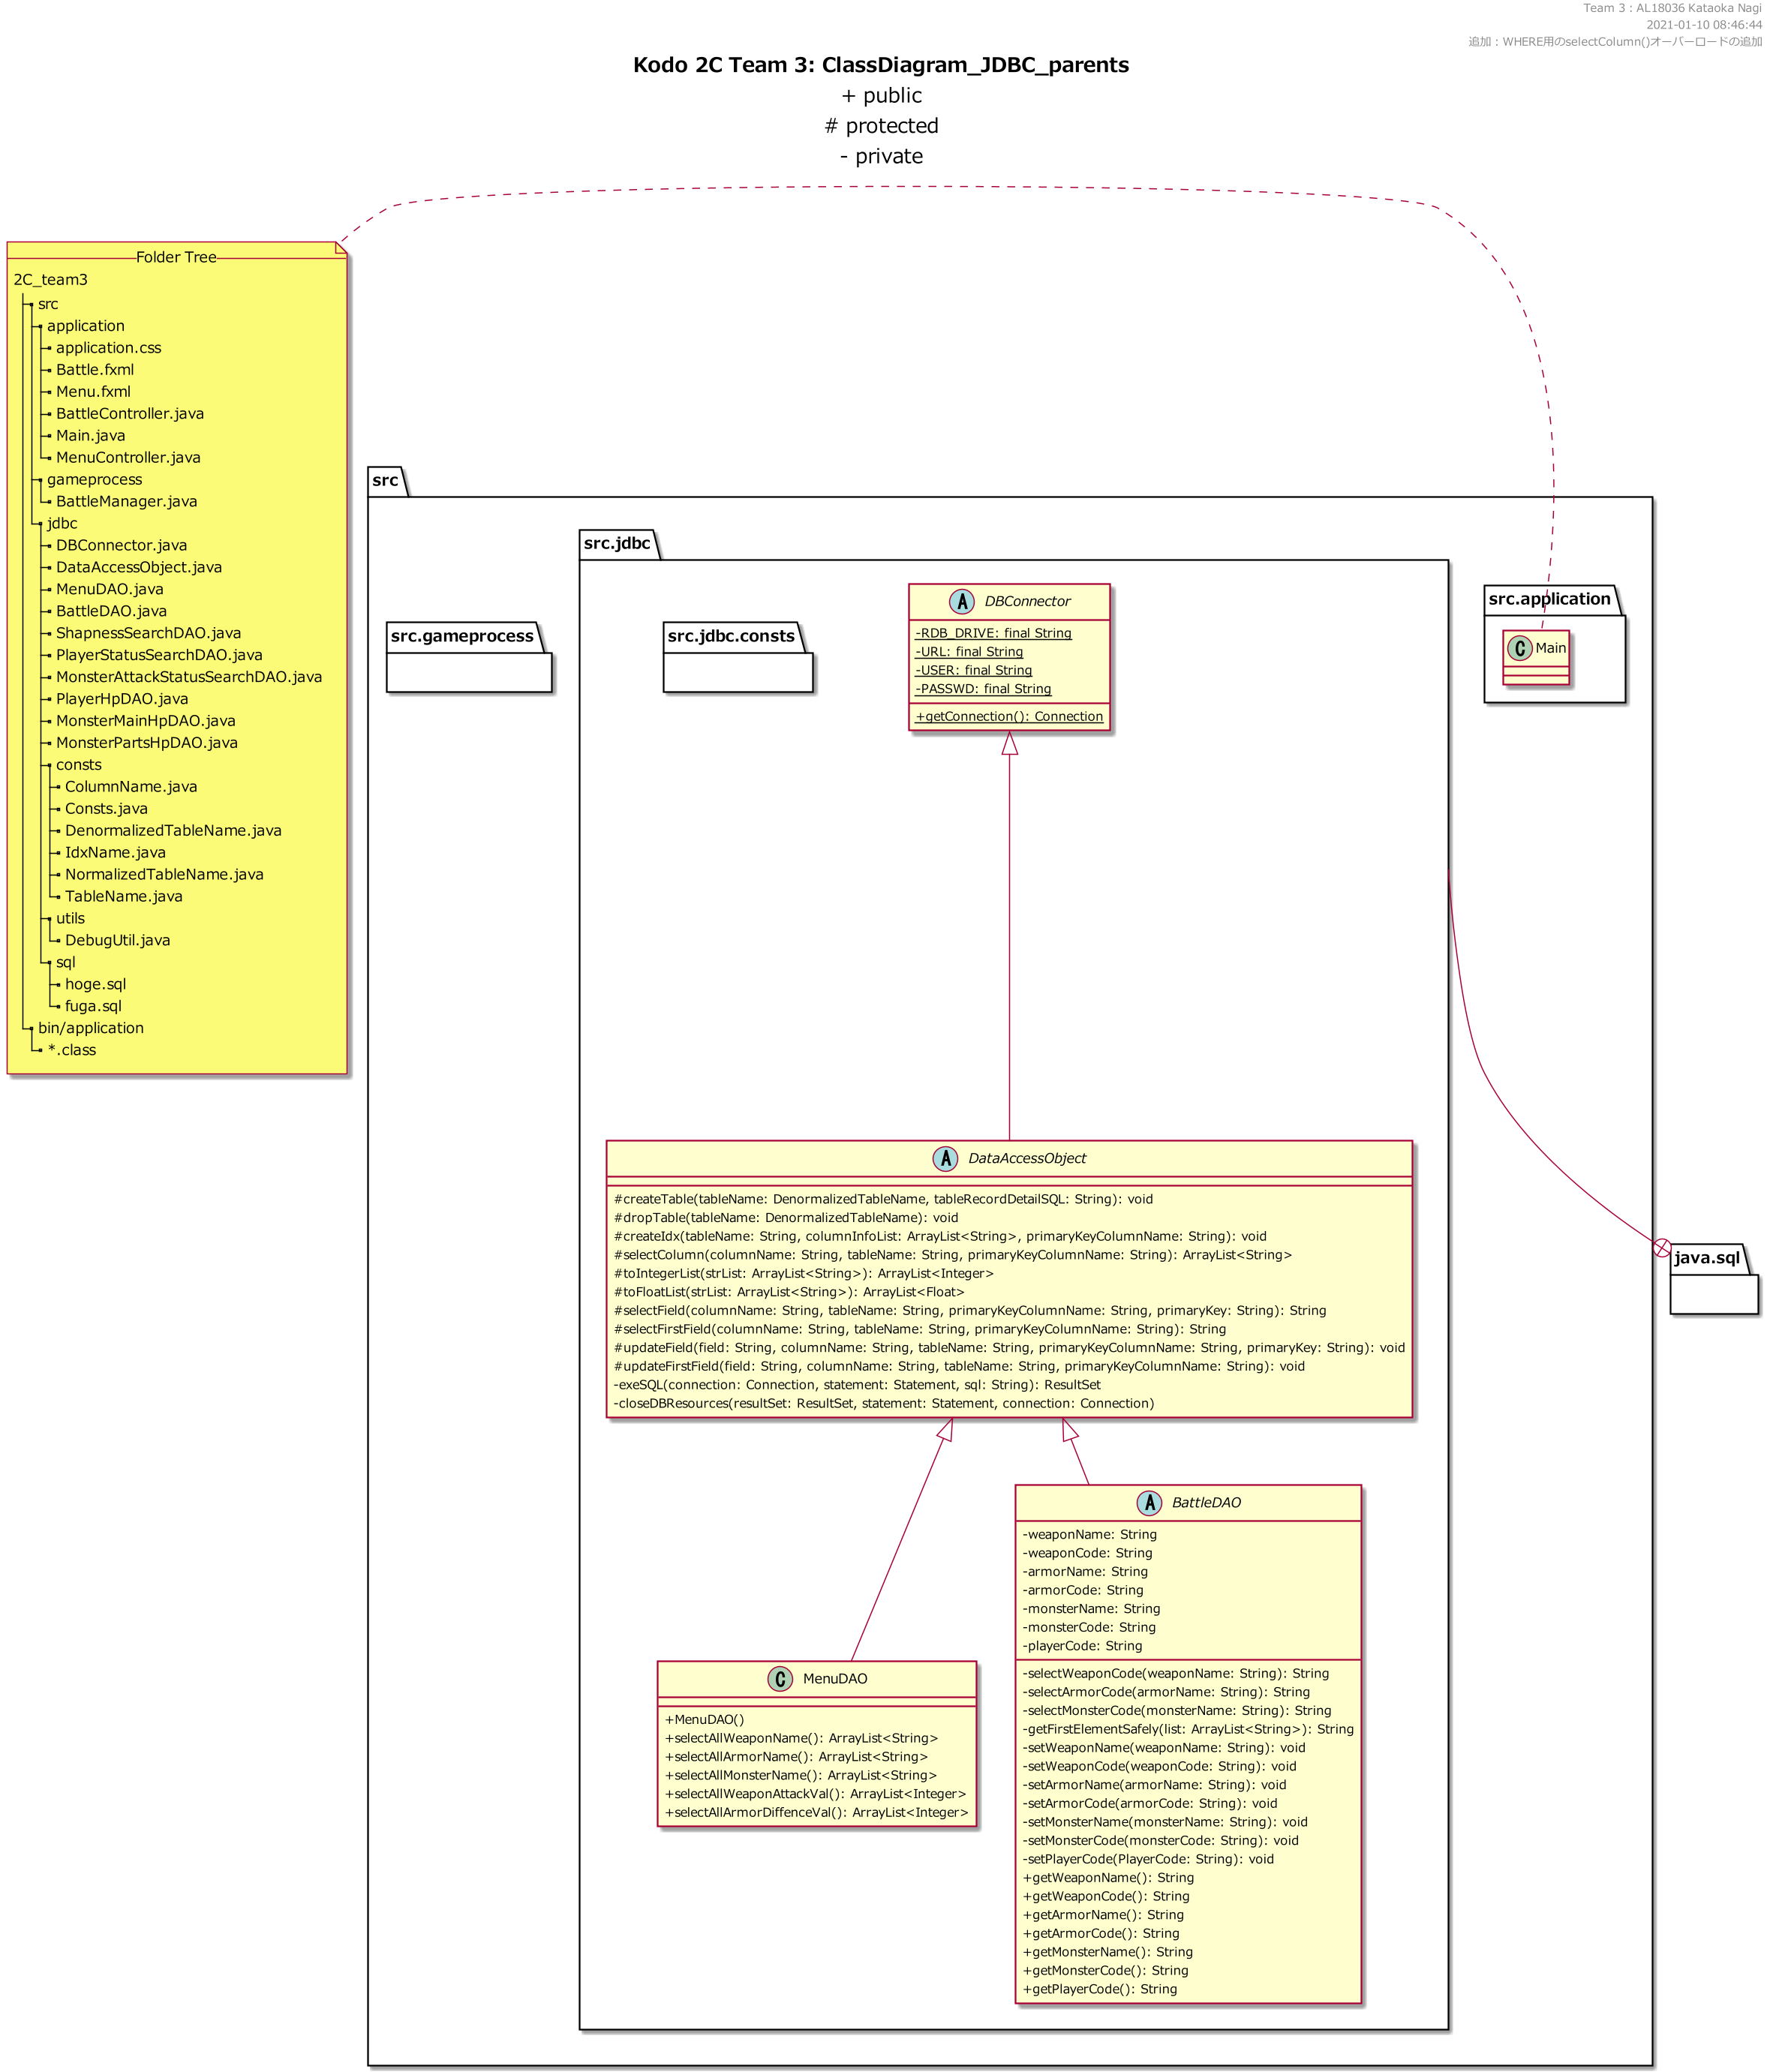 Team 3 : AL18036 Kataoka Nagi
2021-01-10 08:46:44
追加：WHERE用のselectColumn()オーバーロードの追加
Kodo 2C Team 3: ClassDiagram_JDBC_parents
+ public
# protected
- private
Folder Tree
2C_team3
src
application
application.css
Battle.fxml
Menu.fxml
BattleController.java
Main.java
MenuController.java
gameprocess
BattleManager.java
jdbc
DBConnector.java
DataAccessObject.java
MenuDAO.java
BattleDAO.java
ShapnessSearchDAO.java
PlayerStatusSearchDAO.java
MonsterAttackStatusSearchDAO.java
PlayerHpDAO.java
MonsterMainHpDAO.java
MonsterPartsHpDAO.java
consts
ColumnName.java
Consts.java
DenormalizedTableName.java
IdxName.java
NormalizedTableName.java
TableName.java
utils
DebugUtil.java
sql
hoge.sql
fuga.sql
bin/application
*.class
src
src.gameprocess
src.jdbc
src.jdbc.consts
A DBConnector
-RDB_DRIVE: final String
-URL: final String
-USER: final String
-PASSWD: final String
+getConnection(): Connection
src.application
C Main
java.sql
A DataAccessObject
#createTable(tableName: DenormalizedTableName, tableRecordDetailSQL: String): void
#dropTable(tableName: DenormalizedTableName): void
#createIdx(tableName: String, columnInfoList: ArrayList<String>, primaryKeyColumnName: String): void
#selectColumn(columnName: String, tableName: String, primaryKeyColumnName: String): ArrayList<String>
#toIntegerList(strList: ArrayList<String>): ArrayList<Integer>
#toFloatList(strList: ArrayList<String>): ArrayList<Float>
#selectField(columnName: String, tableName: String, primaryKeyColumnName: String, primaryKey: String): String
#selectFirstField(columnName: String, tableName: String, primaryKeyColumnName: String): String
#updateField(field: String, columnName: String, tableName: String, primaryKeyColumnName: String, primaryKey: String): void
#updateFirstField(field: String, columnName: String, tableName: String, primaryKeyColumnName: String): void
-exeSQL(connection: Connection, statement: Statement, sql: String): ResultSet
-closeDBResources(resultSet: ResultSet, statement: Statement, connection: Connection)
C MenuDAO
+MenuDAO()
+selectAllWeaponName(): ArrayList<String>
+selectAllArmorName(): ArrayList<String>
+selectAllMonsterName(): ArrayList<String>
+selectAllWeaponAttackVal(): ArrayList<Integer>
+selectAllArmorDiffenceVal(): ArrayList<Integer>
A BattleDAO
-weaponName: String
-weaponCode: String
-armorName: String
-armorCode: String
-monsterName: String
-monsterCode: String
-playerCode: String
-selectWeaponCode(weaponName: String): String
-selectArmorCode(armorName: String): String
-selectMonsterCode(monsterName: String): String
-getFirstElementSafely(list: ArrayList<String>): String
-setWeaponName(weaponName: String): void
-setWeaponCode(weaponCode: String): void
-setArmorName(armorName: String): void
-setArmorCode(armorCode: String): void
-setMonsterName(monsterName: String): void
-setMonsterCode(monsterCode: String): void
-setPlayerCode(PlayerCode: String): void
+getWeaponName(): String
+getWeaponCode(): String
+getArmorName(): String
+getArmorCode(): String
+getMonsterName(): String
+getMonsterCode(): String
+getPlayerCode(): String